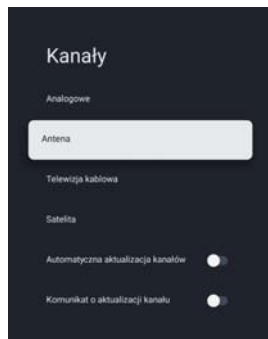 Kanały
Analogowe
Antena
Telewizja kablowa
Satelita
Automatyczna aktualizacja kanałów
Komunikat o aktualizacji kanału